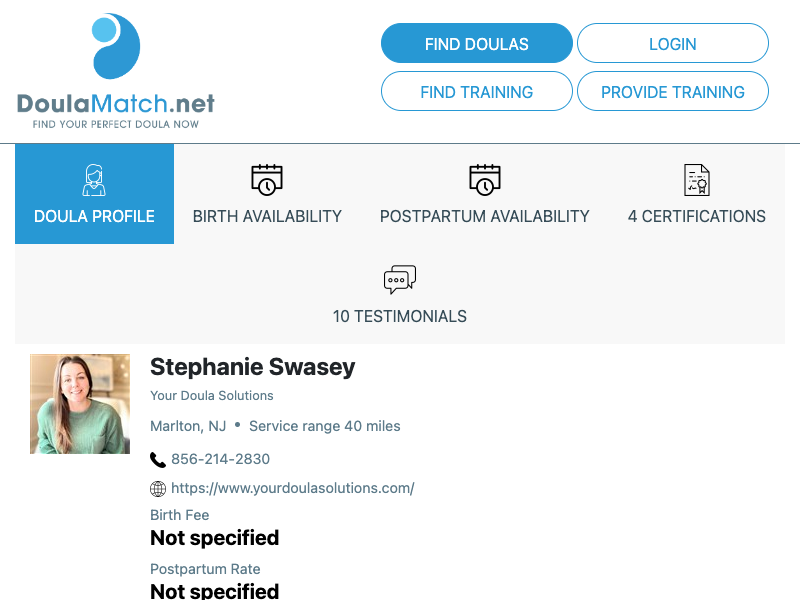 DoulaMatch.net
FIND YOUR PERFECT DOULA NOW
FIND DOULAS
LOGIN
FIND TRAINING
PROVIDE TRAINING
DOULA PROFILE
BIRTH AVAILABILITY
POSTPARTUM AVAILABILITY
4 CERTIFICATIONS
10 TESTIMONIALS
Stephanie Swasey
Your Doula Solutions
Marlton, NJ • Service range 40 miles
856-214-2830
https://www.yourdoulasolutions.com/
Birth Fee
Not specified
Postpartum Rate
Not specified